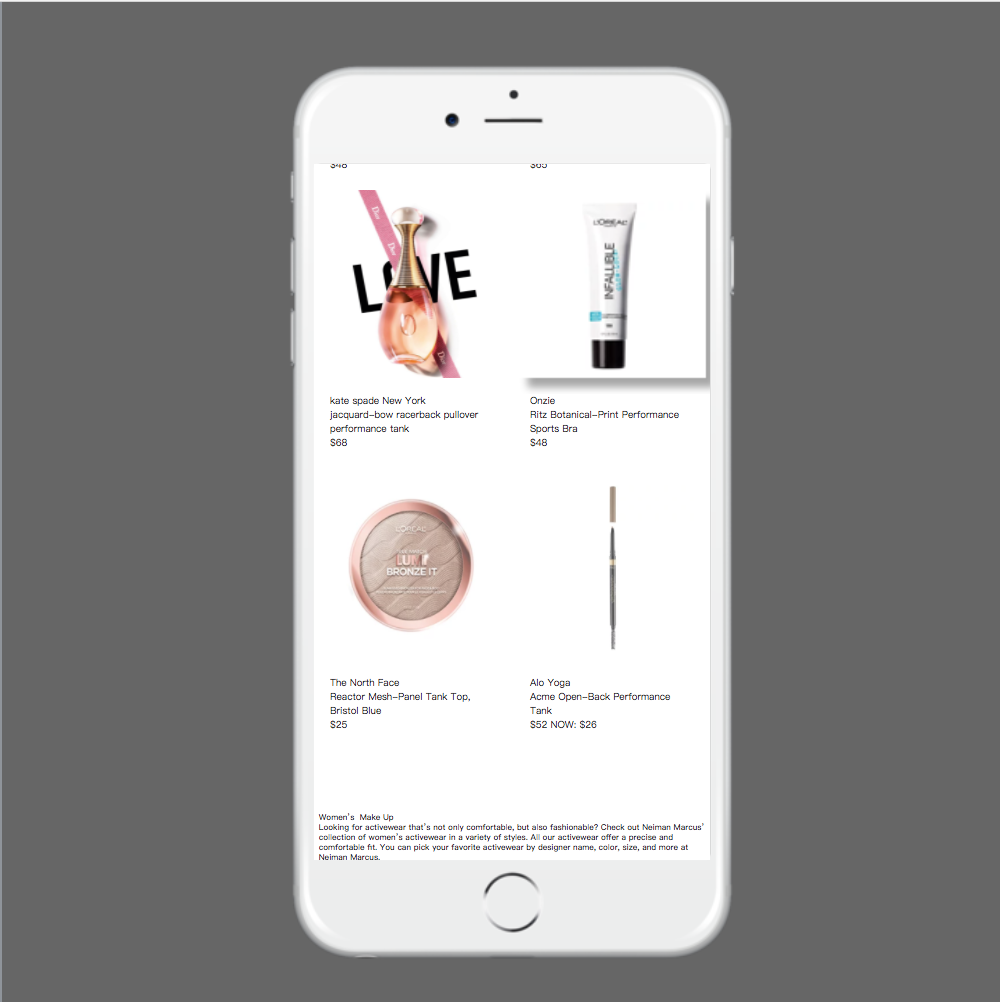 $48 $65
Dior
Dior
LOVE
Dior
L'ORÉAL
INFALLIBLE
kate spade New York
jacquard-bow racerback pullover
performance tank
$68
Onzie
Ritz Botanical-Print Performance
Sports Bra
$48
L'ORÉAL
LUMI
BRONZE IT
The North Face
Reactor Mesh-Panel Tank Top,
Bristol Blue
$25
Alo Yoga
Acme Open-Back Performance
Tank
$52 NOW: $26
Women's Make Up
Looking for activewear that's not only comfortable, but also fashionable? Check out Neiman Marcus'
collection of women's activewear in a variety of styles. All our activewear offer a precise and
comfortable fit. You can pick your favorite activewear by designer name, color, size, and more at
Neiman Marcus.